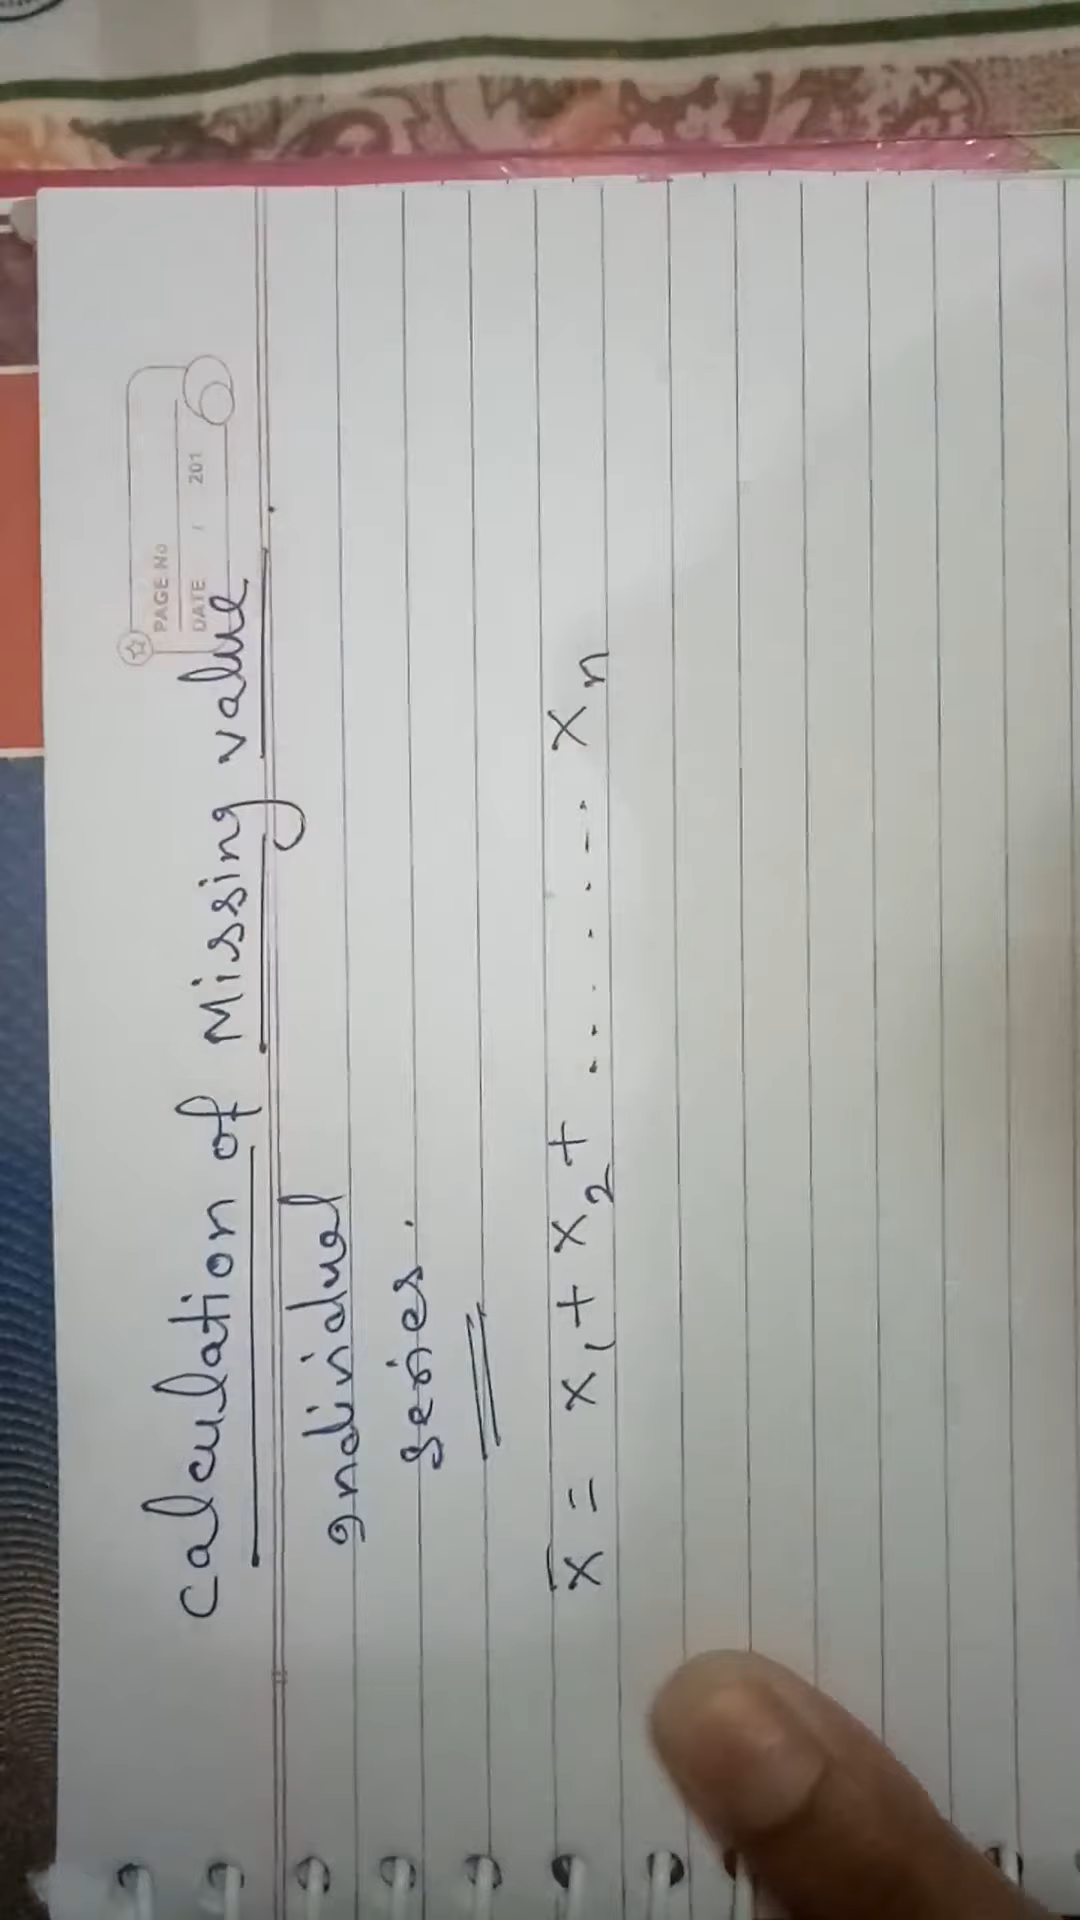 PAGE No
DATE / 201
Calculation of Missing value
Individual
series.
x̄ = x₁ + x₂ + ........ xₙ